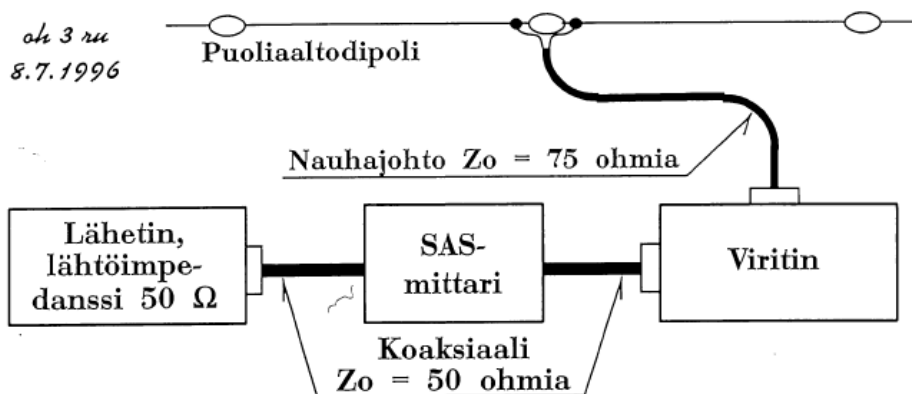 oh 3 ru
8.7.1996
Puoliaaltodipoli
Nauhajohto Zo = 75 ohmia
Lähetin,
lähtöimpe-
danssi 50 Ω
SAS-
mittari
Viritin
Koaksiaali
Zo = 50 ohmia